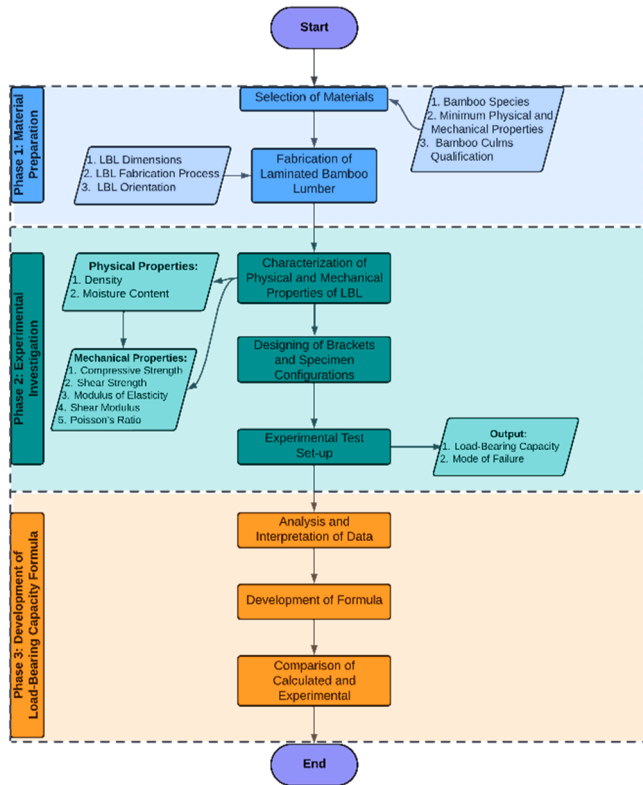 Start
Phase 1: Material
Preparation
Selection of Materials
1. Bamboo Species
2. Minimum Physical and
Mechanical Properties
3. Bamboo Culms
Qualification
1. LBL Dimensions
2. LBL Fabrication Process
3. LBL Orientation
Fabrication of
Laminated Bamboo
Lumber
Phase 2: Experimental
Investigation
Characterization of
Physical and Mechanical
Properties of LBL
Physical Properties:
1. Density
2. Moisture Content
Mechanical Properties:
1. Compressive Strength
2. Shear Strength
3. Modulus of Elasticity
4. Shear Modulus
5. Poisson's Ratio
Designing of Brackets
and Specimen
Configurations
Experimental Test
Set-up
Output:
1. Load-Bearing Capacity
2. Mode of Failure
Phase 3: Development of
Load-Bearing Capacity Formula
Analysis and
Interpretation of Data
Development of Formula
Comparison of
Calculated and
Experimental
End